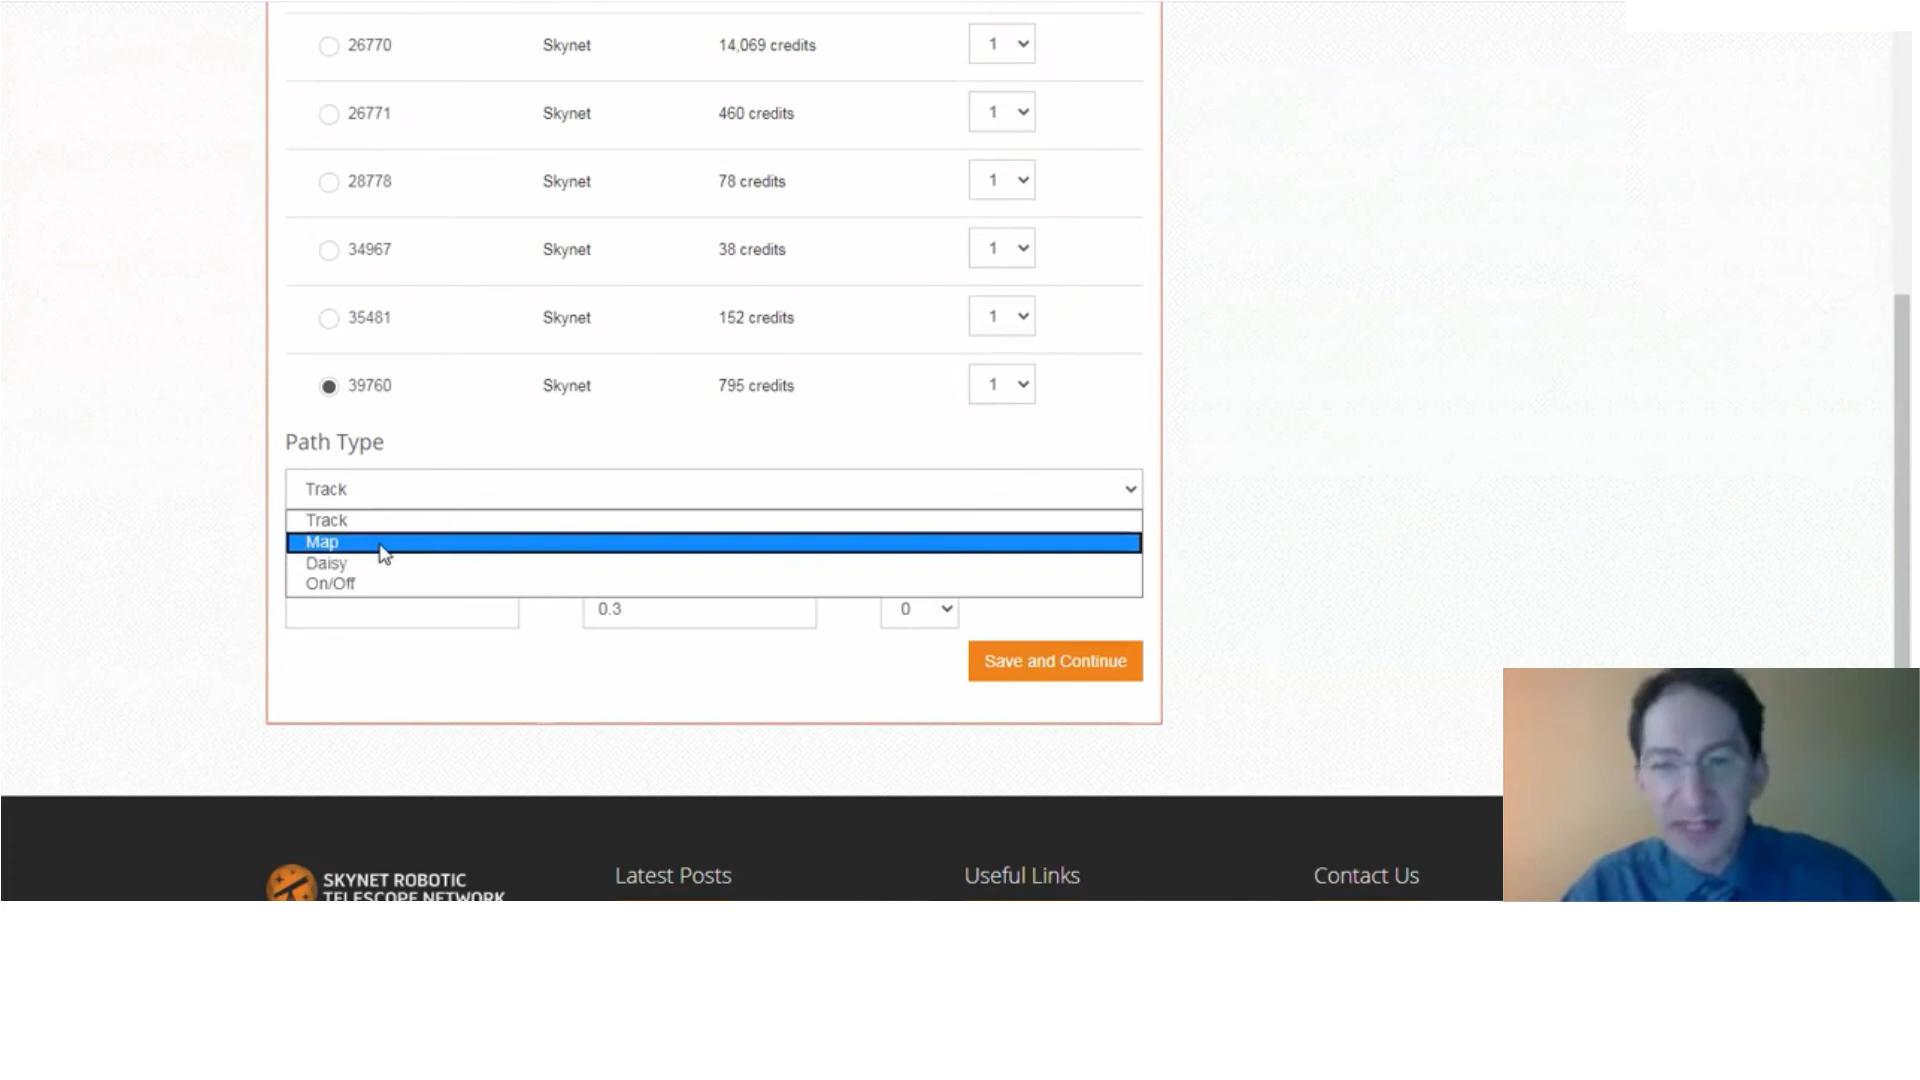 26770 Skynet 14,069 credits 1
26771 Skynet 460 credits 1
28778 Skynet 78 credits 1
34967 Skynet 38 credits 1
35481 Skynet 152 credits 1
39760 Skynet 795 credits 1
Path Type
Track
Track
Map
Daisy
On/Off
0.3 0
Save and Continue
SKYNET ROBOTIC
TELESCOPE NETWORK
Latest Posts
Useful Links
Contact Us